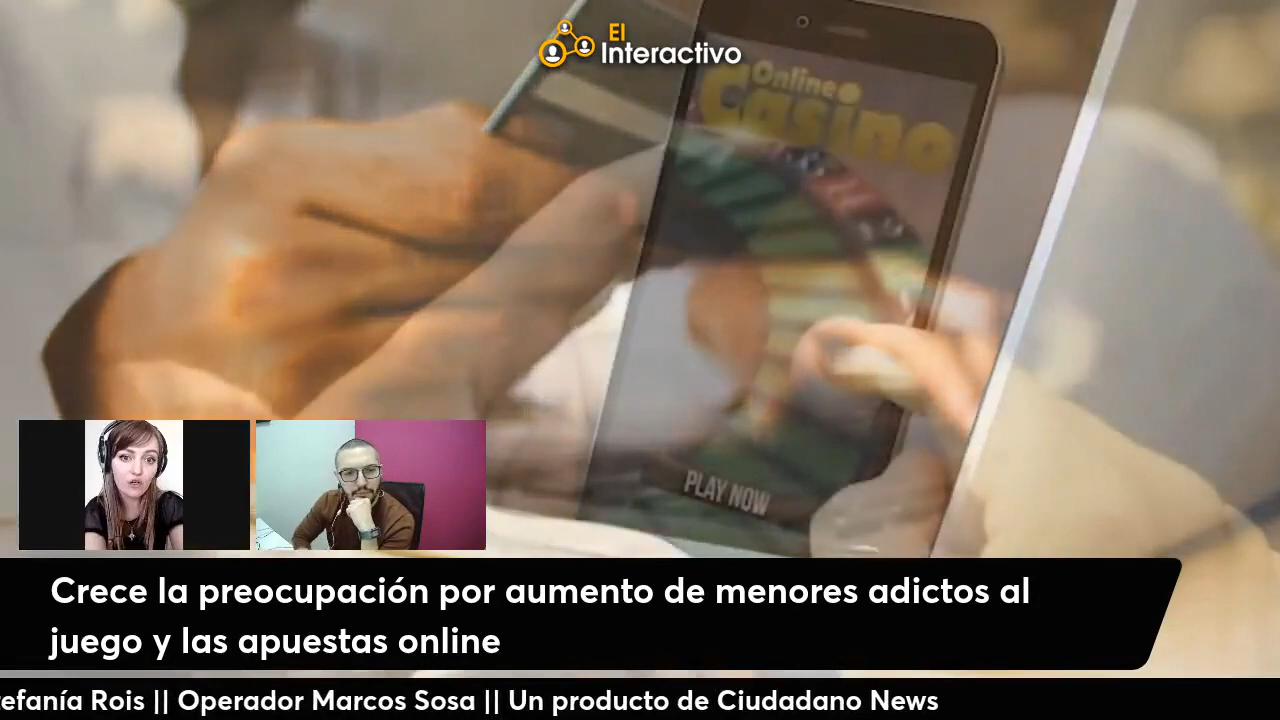 El
Interactivo
Online
Casino
PLAY NOW
Crece la preocupación por aumento de menores adictos al
juego y las apuestas online
Rois || Operador Marcos Sosa || Un producto de Ciudadano News